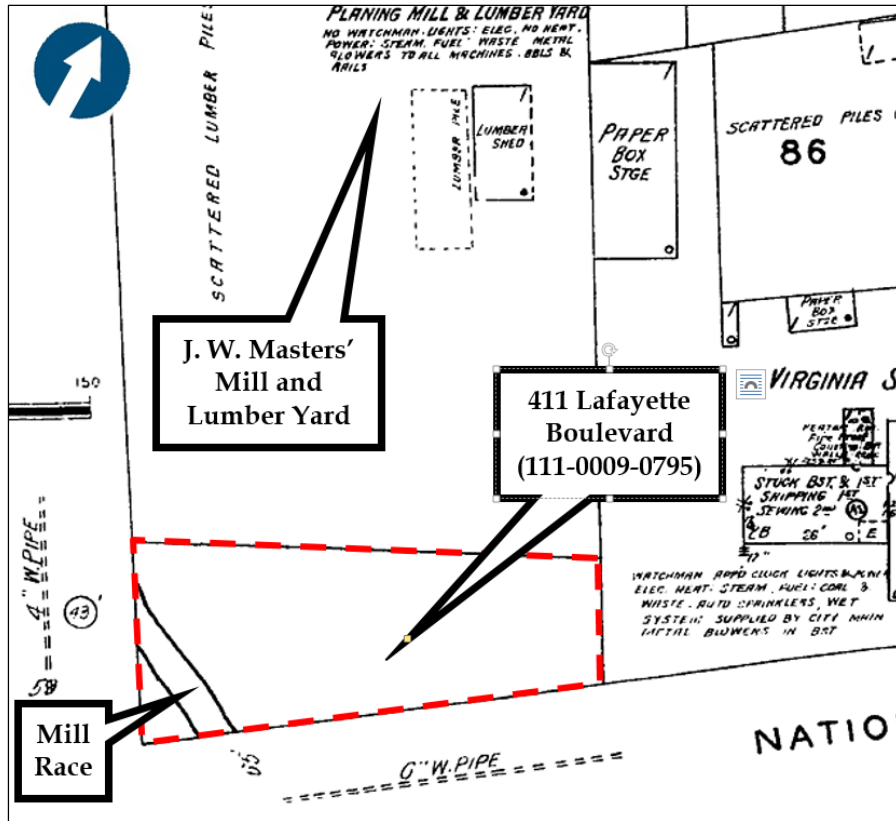 PLANING MILL & LUMBER YARD
NO WATCHMAN. LIGHTS: ELEC. NO HEAT.
POWER: STEAM. FUEL: WASTE METAL
BLOWERS TO ALL MACHINES. BBLS &
PAILS
SCATTERED LUMBER PILES
LUMBER PILE
LUMBER
SHED
PAPER
BOX
STGE
SCATTERED PILES
86
PAPER
BOX
STGE
J. W. Masters'
Mill and
Lumber Yard
150
411 Lafayette
Boulevard
(111-0009-0795)
VIRGINIA S
STOCK BST. & 1ST
SHIPPING 1ST
SEWING 2ND
CB
26'
E
17"
WATCHMAN APPD CLOCK LIGHTS &
ELEC. HEAT: STEAM. FUEL: COAL &
WASTE. AUTO SPRINKLERS, WET
SYSTEM SUPPLIED BY CITY MAIN
METAL BLOWERS IN BST
4" W. PIPE
43'
Mill
Race
6" W. PIPE
NATIO